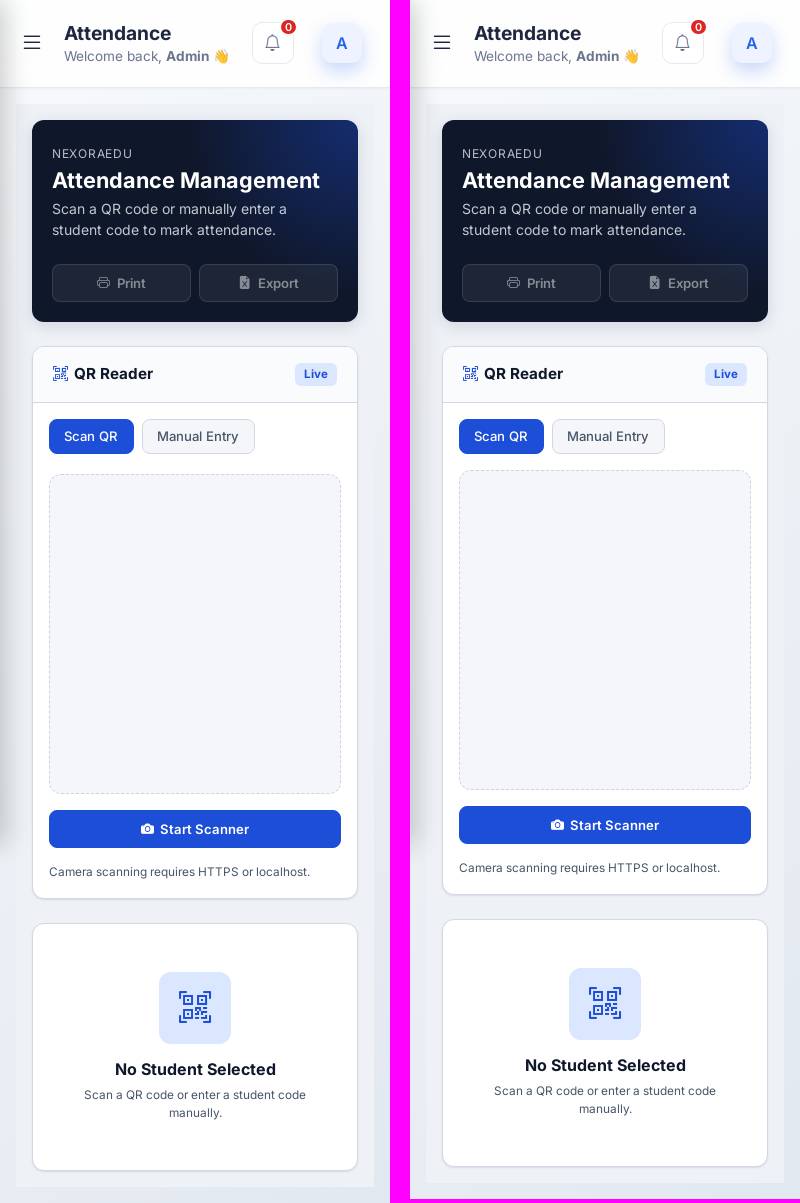 Attendance
Welcome back, Admin 👋
0
A
NEXORAEDU
Attendance Management
Scan a QR code or manually enter a
student code to mark attendance.
Print
Export
QR Reader
Live
Scan QR
Manual Entry
Start Scanner
Camera scanning requires HTTPS or localhost.
No Student Selected
Scan a QR code or enter a student code
manually.
Attendance
Welcome back, Admin 👋
0
A
NEXORAEDU
Attendance Management
Scan a QR code or manually enter a
student code to mark attendance.
Print
Export
QR Reader
Live
Scan QR
Manual Entry
Start Scanner
Camera scanning requires HTTPS or localhost.
No Student Selected
Scan a QR code or enter a student code
manually.